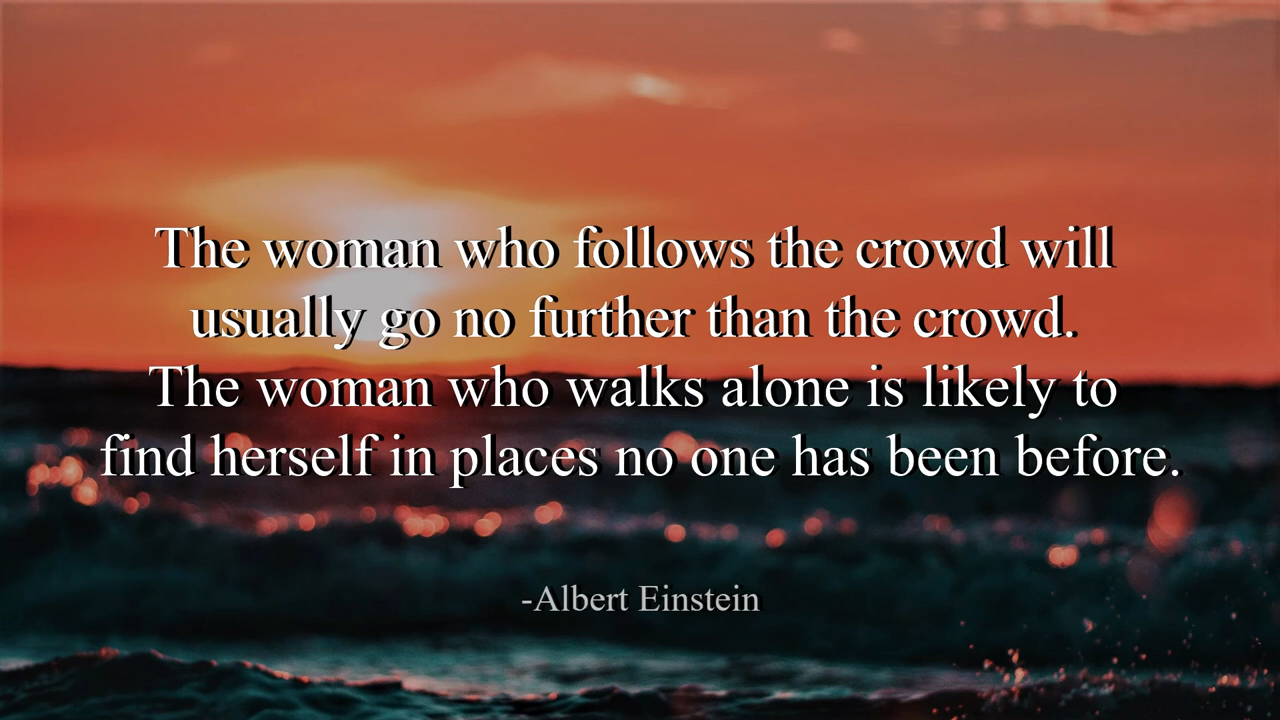 The woman who follows the crowd will
usually go no further than the crowd.
The woman who walks alone is likely to
find herself in places no one has been before.
-Albert Einstein